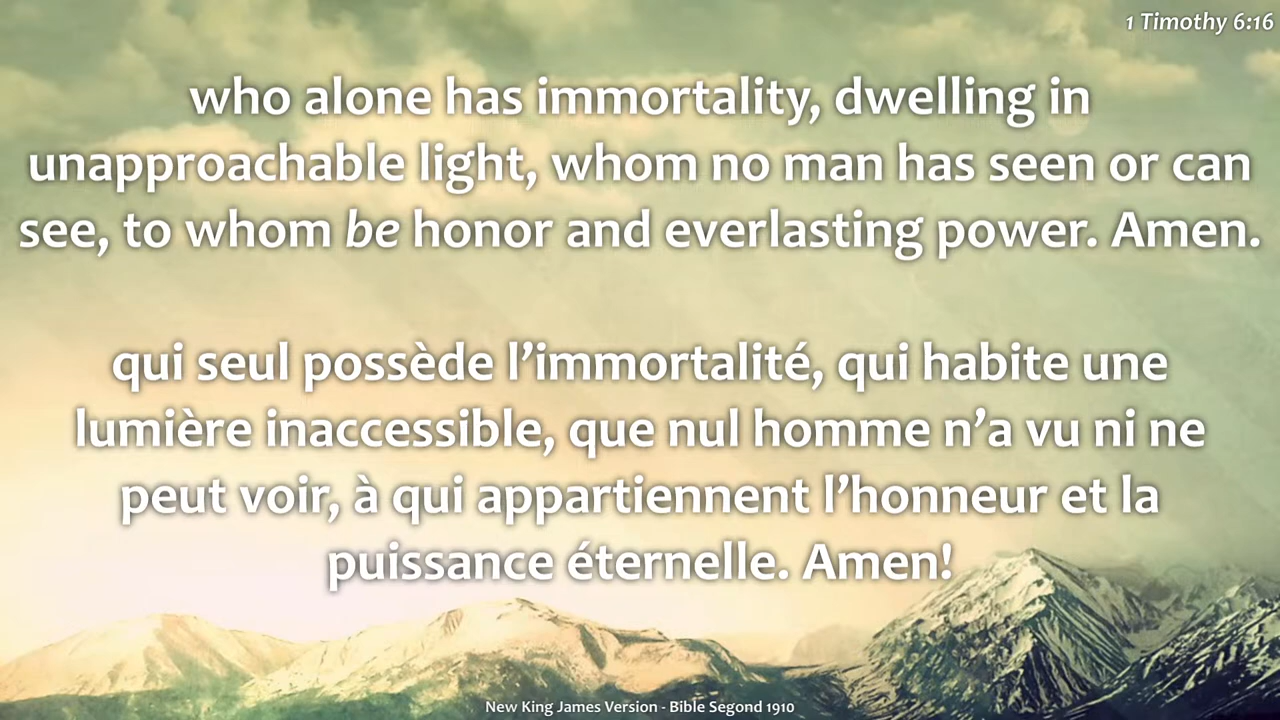 1 Timothy 6:16
who alone has immortality, dwelling in
unapproachable light, whom no man has seen or can
see, to whom be honor and everlasting power. Amen.
qui seul possède l’immortalité, qui habite une
lumière inaccessible, que nul homme n’a vu ni ne
peut voir, à qui appartiennent l’honneur et la
puissance éternelle. Amen!
New King James Version - Bible Segond 1910